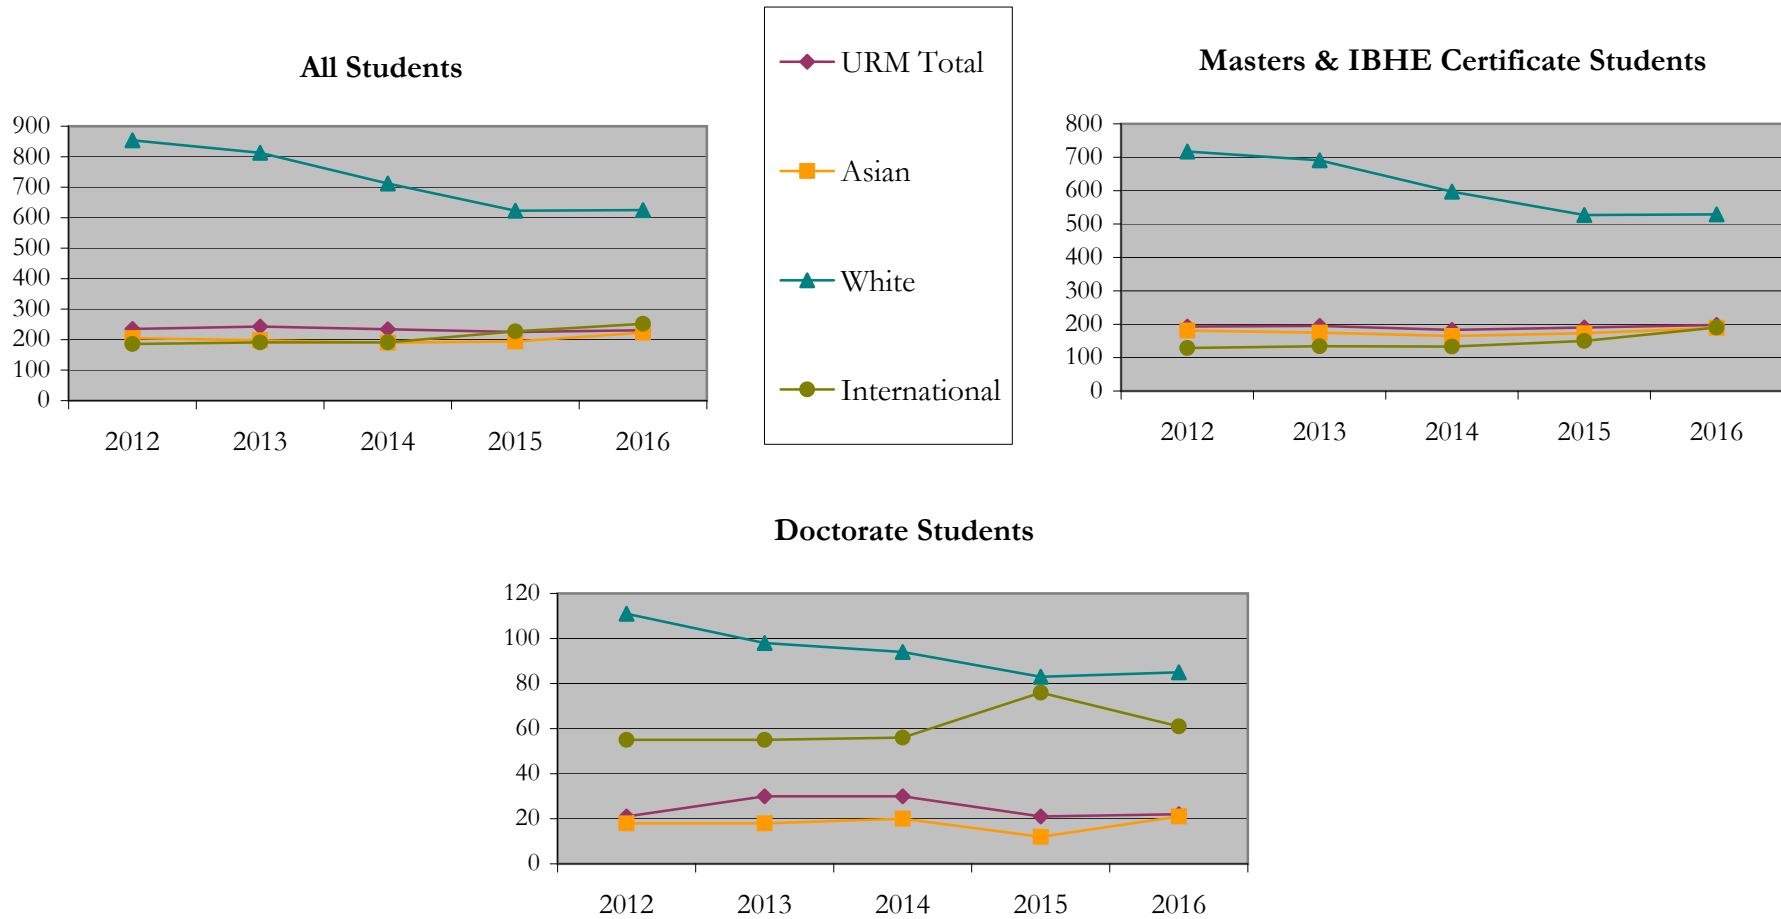 All Students
900
800
700
600
500
400
300
200
100
0
2012 2013 2014 2015 2016
URM Total
Asian
White
International
Masters & IBHE Certificate Students
800
700
600
500
400
300
200
100
0
2012 2013 2014 2015 2016
Doctorate Students
120
100
80
60
40
20
0
2012 2013 2014 2015 2016